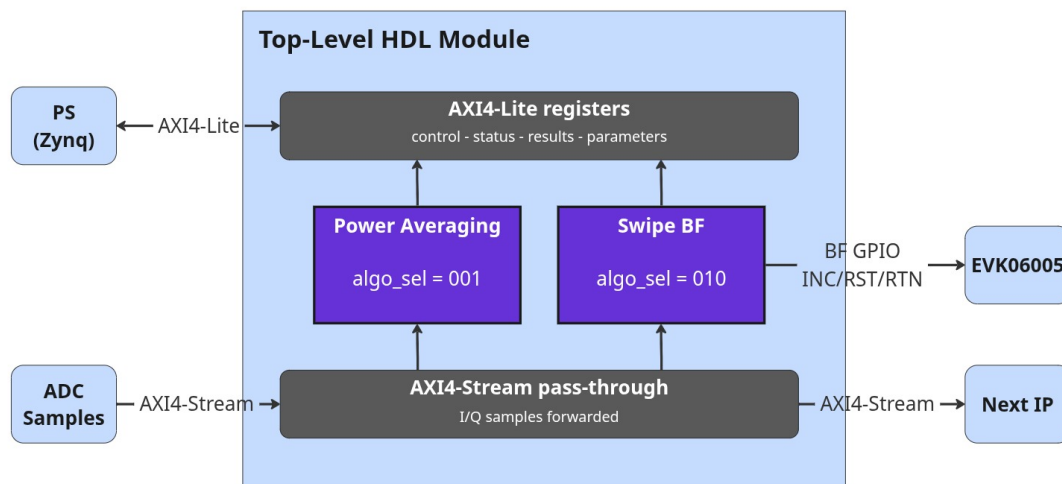 Top-Level HDL Module
PS
(Zynq)
AXI4-Lite
AXI4-Lite registers
control - status - results - parameters
Power Averaging
algo_sel = 001
Swipe BF
algo_sel = 010
BF GPIO
INC/RST/RTN
EVK06005
ADC
Samples
AXI4-Stream
AXI4-Stream pass-through
I/Q samples forwarded
AXI4-Stream
Next IP